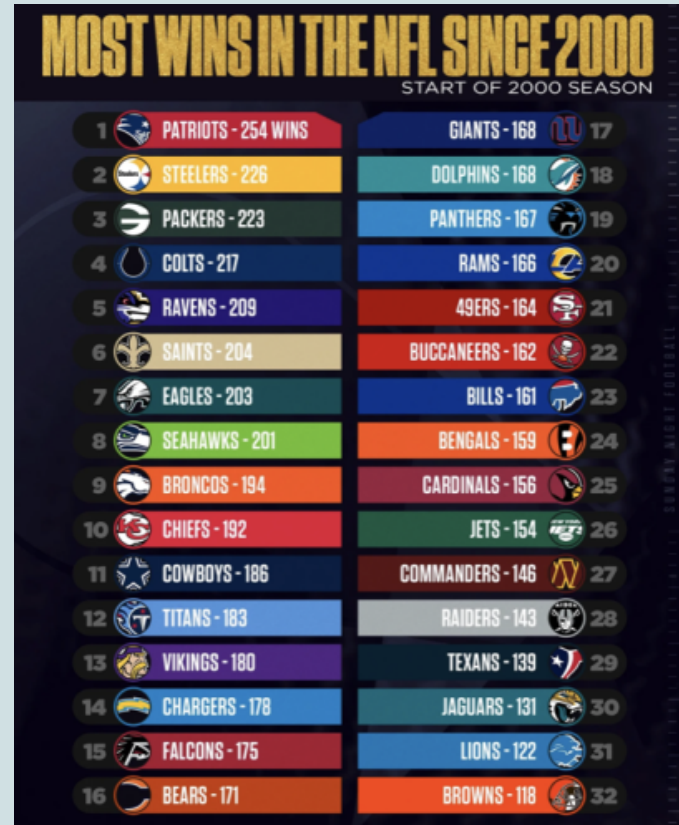 MOST WINS IN THE NFL SINCE 2000
START OF 2000 SEASON
1 PATRIOTS - 254 WINS
2 STEELERS - 226
3 PACKERS - 223
4 COLTS - 217
5 RAVENS - 209
6 SAINTS - 204
7 EAGLES - 203
8 SEAHAWKS - 201
9 BRONCOS - 194
10 CHIEFS - 192
11 COWBOYS - 186
12 TITANS - 183
13 VIKINGS - 180
14 CHARGERS - 178
15 FALCONS - 175
16 BEARS - 171
GIANTS - 168 17
DOLPHINS - 168 18
PANTHERS - 167 19
RAMS - 166 20
49ERS - 164 21
BUCCANEERS - 162 22
BILLS - 161 23
BENGALS - 159 24
CARDINALS - 156 25
JETS - 154 26
COMMANDERS - 146 27
RAIDERS - 143 28
TEXANS - 139 29
JAGUARS - 131 30
LIONS - 122 31
BROWNS - 118 32
SUNDAY NIGHT FOOTBALL